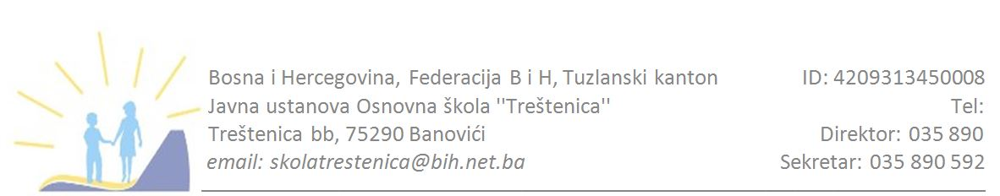 Bosna i Hercegovina, Federacija B i H, Tuzlanski kanton ID: 4209313450008
Javna ustanova Osnovna škola ''Treštenica'' Tel:
Treštenica bb, 75290 Banovići Direktor: 035 890
email: skolatrestenica@bih.net.ba Sekretar: 035 890 592